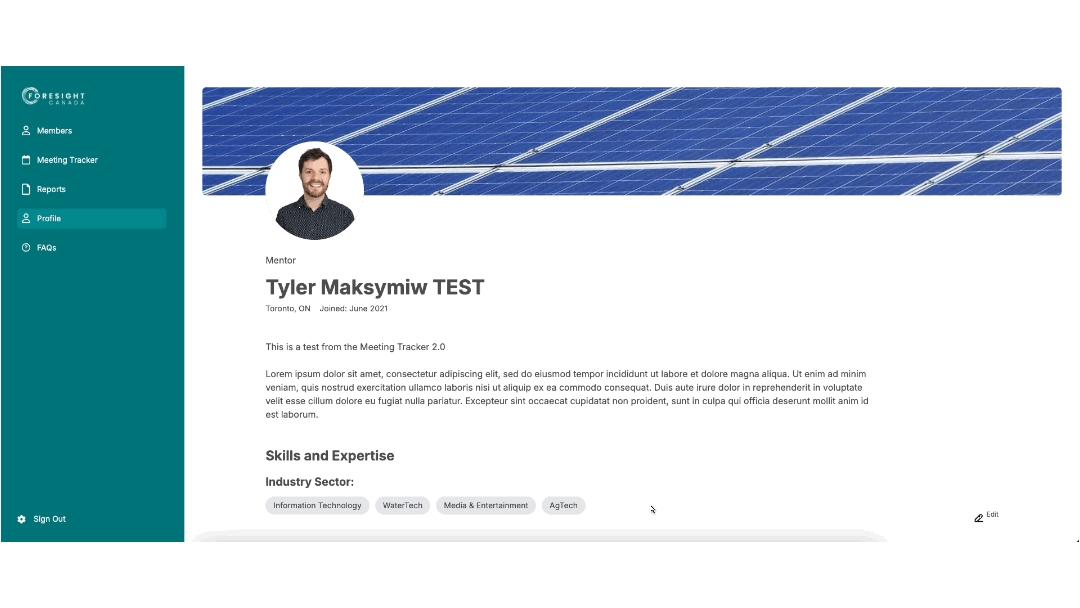 FORESIGHT
CANADA
Members
Meeting Tracker
Reports
Profile
FAQs
Sign Out
Mentor
Tyler Maksymiw TEST
Toronto, ON Joined: June 2021
This is a test from the Meeting Tracker 2.0
Lorem ipsum dolor sit amet, consectetur adipiscing elit, sed do eiusmod tempor incididunt ut labore et dolore magna aliqua. Ut enim ad minim
veniam, quis nostrud exercitation ullamco laboris nisi ut aliquip ex ea commodo consequat. Duis aute irure dolor in reprehenderit in voluptate
velit esse cillum dolore eu fugiat nulla pariatur. Excepteur sint occaecat cupidatat non proident, sunt in culpa qui officia deserunt mollit anim id
est laborum.
Skills and Expertise
Industry Sector:
Information Technology WaterTech Media & Entertainment AgTech
Edit